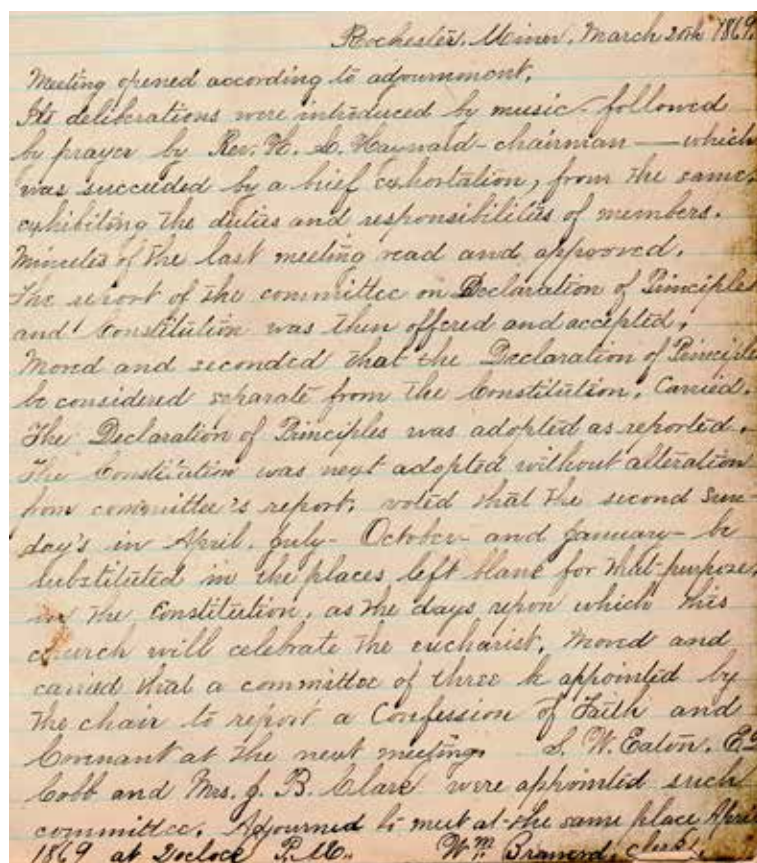 Rochester, Minn. March 20th 1869.
Meeting opened according to adjournment.
Its deliberations were introduced by music - followed
by prayer by Rev. H. L. Hayward - chairman — which
was succeeded by a brief exhortation, from the same,
exhibiting the duties and responsibilities of members.
Minutes of the last meeting read and approved.
The report of the committee on Declaration of Principles
and Constitution was then offered and accepted.
Moved and seconded that the Declaration of Principle
be considered separate from the Constitution. Carried.
The Declaration of Principles was adopted as reported.
The Constitution was next adopted without alteration
from committee's report. voted that the second Sun-
day's in April. July - October - and January - be
substituted in the places left blank for that purpose,
in the Constitution, as the days upon which this
church will celebrate the eucharist. Moved and
carried that a committee of three be appointed by
the chair to report a Confession of Faith and
Covenant at the next meeting. S. W. Eaton. Ed
Cobb and Mrs. J. B. Clark were appointed such
committee. Adjourned to meet at the same place April
1869 at 2 oclock P.M. Wm. Brainerd, clerk.